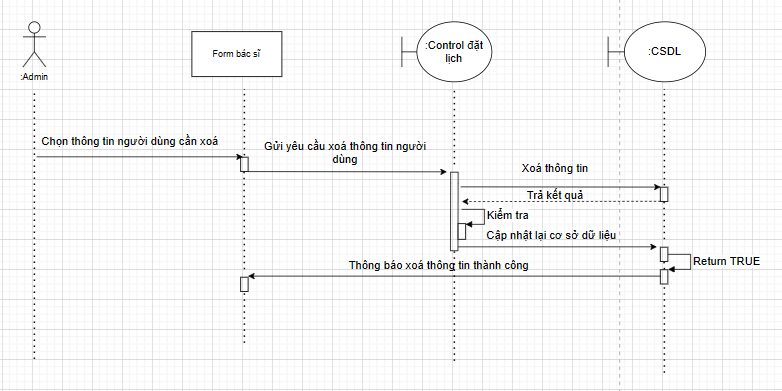 :Admin
Form bác sĩ
:Control đặt
lịch
:CSDL
Chọn thông tin người dùng cần xoá
Gửi yêu cầu xoá thông tin người
dùng
Xoá thông tin
Trả kết quả
Kiểm tra
Cập nhật lại cơ sở dữ liệu
Return TRUE
Thông báo xoá thông tin thành công